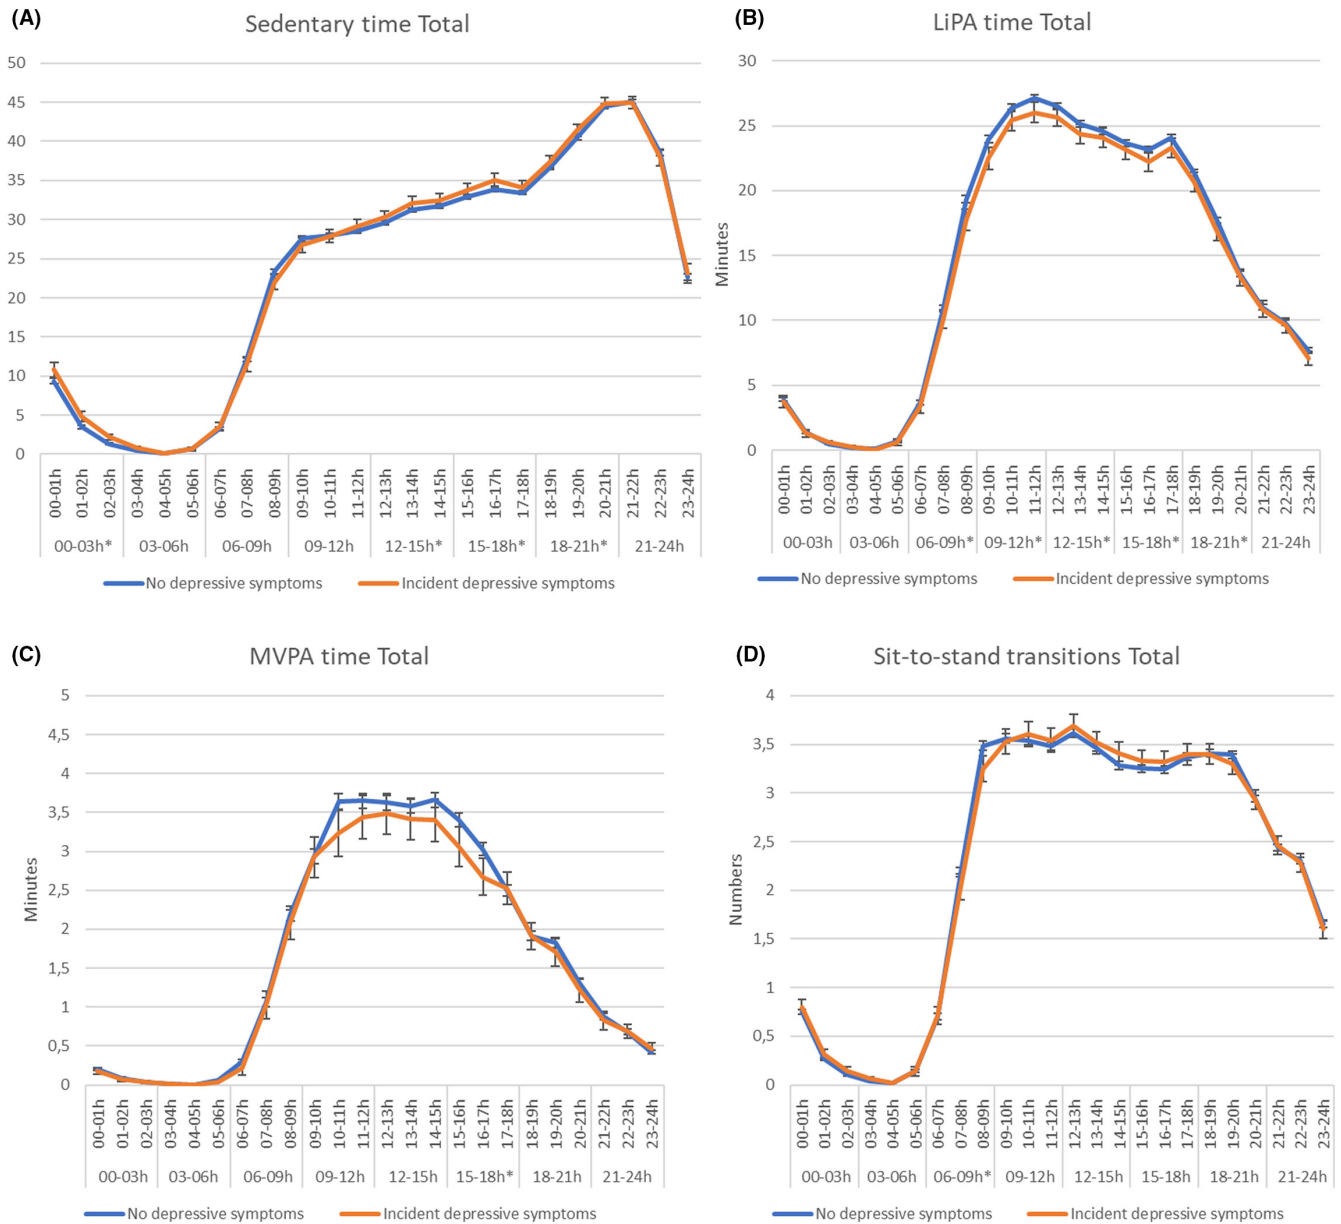 (A)
Sedentary time Total
50
45
40
35
30
25
20
15
10
5
0
00-01h 01-02h 02-03h 03-04h 04-05h 05-06h 06-07h 07-08h 08-09h 09-10h 10-11h 11-12h 12-13h 13-14h 14-15h 15-16h 16-17h 17-18h 18-19h 19-20h 20-21h 21-22h 22-23h 23-24h
00-03h* 03-06h 06-09h 09-12h 12-15h* 15-18h* 18-21h* 21-24h
No depressive symptoms Incident depressive symptoms
(B)
LiPA time Total
Minutes
30
25
20
15
10
5
0
00-01h 01-02h 02-03h 03-04h 04-05h 05-06h 06-07h 07-08h 08-09h 09-10h 10-11h 11-12h 12-13h 13-14h 14-15h 15-16h 16-17h 17-18h 18-19h 19-20h 20-21h 21-22h 22-23h 23-24h
00-03h 03-06h 06-09h* 09-12h* 12-15h* 15-18h* 18-21h* 21-24h
No depressive symptoms Incident depressive symptoms
(C)
MVPA time Total
Minutes
5
4,5
4
3,5
3
2,5
2
1,5
1
0,5
0
00-01h 01-02h 02-03h 03-04h 04-05h 05-06h 06-07h 07-08h 08-09h 09-10h 10-11h 11-12h 12-13h 13-14h 14-15h 15-16h 16-17h 17-18h 18-19h 19-20h 20-21h 21-22h 22-23h 23-24h
00-03h 03-06h 06-09h 09-12h 12-15h 15-18h* 18-21h 21-24h
No depressive symptoms Incident depressive symptoms
(D)
Sit-to-stand transitions Total
Numbers
4
3,5
3
2,5
2
1,5
1
0,5
0
00-01h 01-02h 02-03h 03-04h 04-05h 05-06h 06-07h 07-08h 08-09h 09-10h 10-11h 11-12h 12-13h 13-14h 14-15h 15-16h 16-17h 17-18h 18-19h 19-20h 20-21h 21-22h 22-23h 23-24h
00-03h 03-06h 06-09h* 09-12h 12-15h 15-18h 18-21h 21-24h
No depressive symptoms Incident depressive symptoms